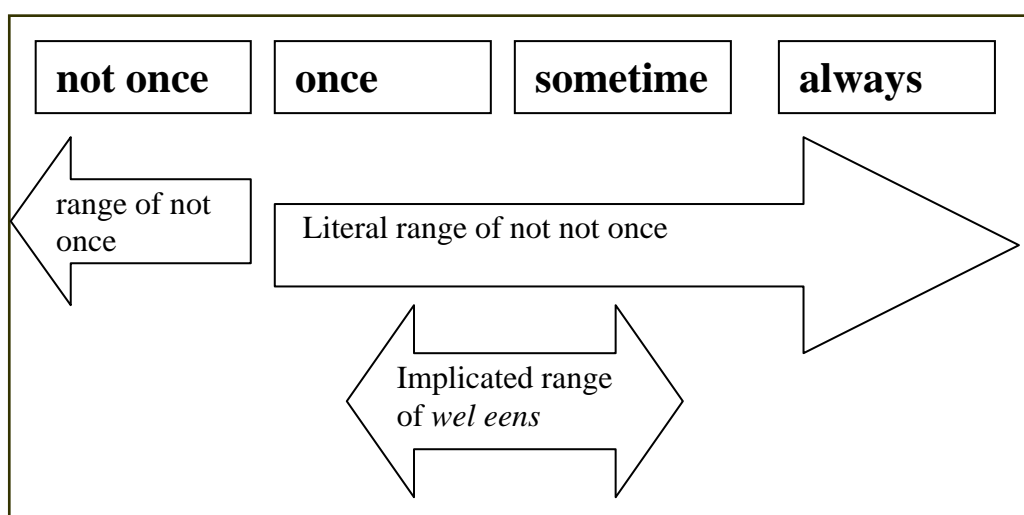 not once
once
sometime
always
range of not
once
Literal range of not not once
Implicated range
of wel eens